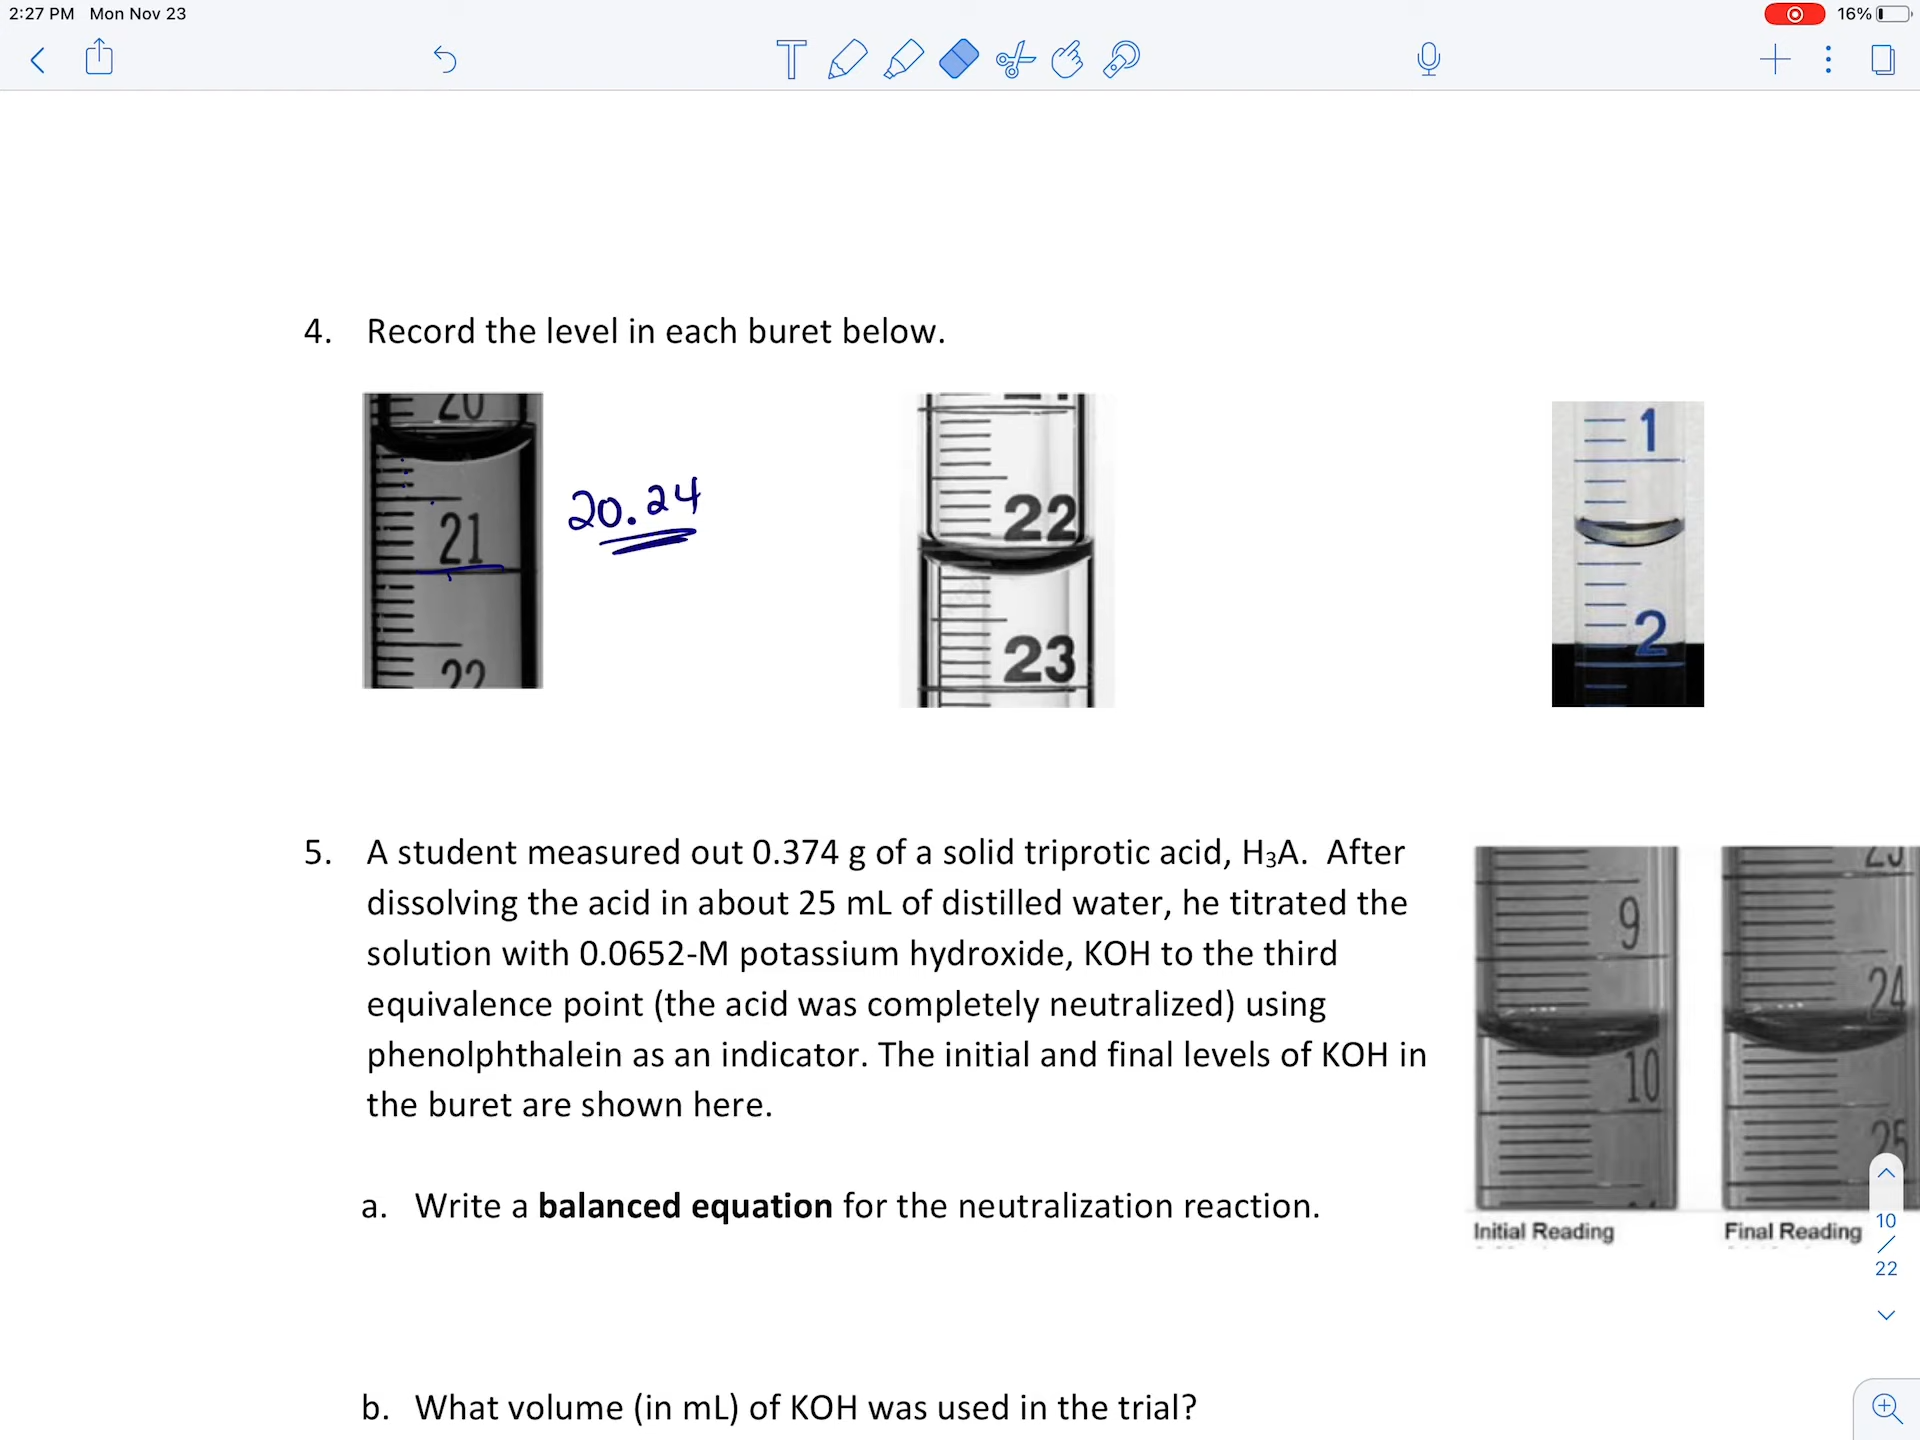 2:27 PM Mon Nov 23
16%
T
4. Record the level in each buret below.
20
21
22
20.24
22
23
1
2
5. A student measured out 0.374 g of a solid triprotic acid, H₃A. After
dissolving the acid in about 25 mL of distilled water, he titrated the
solution with 0.0652-M potassium hydroxide, KOH to the third
equivalence point (the acid was completely neutralized) using
phenolphthalein as an indicator. The initial and final levels of KOH in
the buret are shown here.
9
10
Initial Reading
24
25
Final Reading
a. Write a balanced equation for the neutralization reaction.
10
/
22
b. What volume (in mL) of KOH was used in the trial?